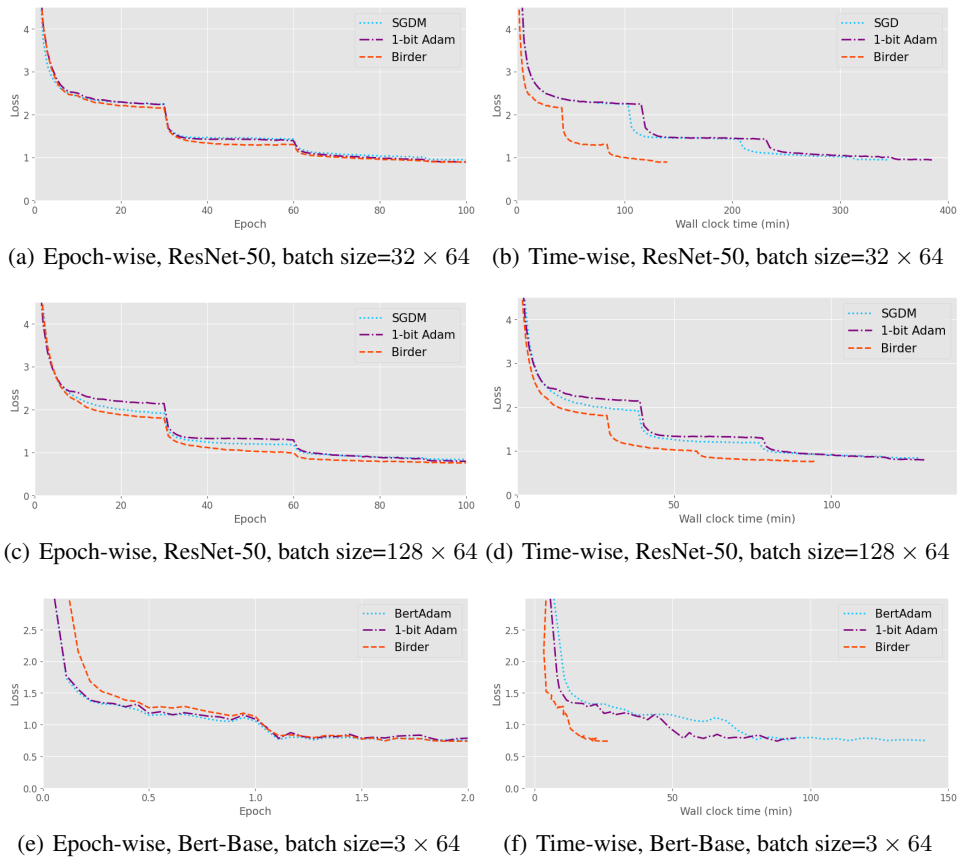 SGDM
1-bit Adam
Birder
4
3
2
1
0
Loss
0 20 40 60 80 100
Epoch
SGD
1-bit Adam
Birder
4
3
2
1
0
Loss
0 100 200 300 400
Wall clock time (min)
(a) Epoch-wise, ResNet-50, batch size=32 × 64
(b) Time-wise, ResNet-50, batch size=32 × 64
SGDM
1-bit Adam
Birder
4
3
2
1
0
Loss
0 20 40 60 80 100
Epoch
SGDM
1-bit Adam
Birder
4
3
2
1
0
Loss
50 100
Wall clock time (min)
(c) Epoch-wise, ResNet-50, batch size=128 × 64
(d) Time-wise, ResNet-50, batch size=128 × 64
BertAdam
1-bit Adam
Birder
2.5
2.0
1.5
1.0
0.5
0.0
Loss
0.0 0.5 1.0 1.5 2.0
Epoch
BertAdam
1-bit Adam
Birder
2.5
2.0
1.5
1.0
0.5
0.0
Loss
0 50 100 150
Wall clock time (min)
(e) Epoch-wise, Bert-Base, batch size=3 × 64
(f) Time-wise, Bert-Base, batch size=3 × 64